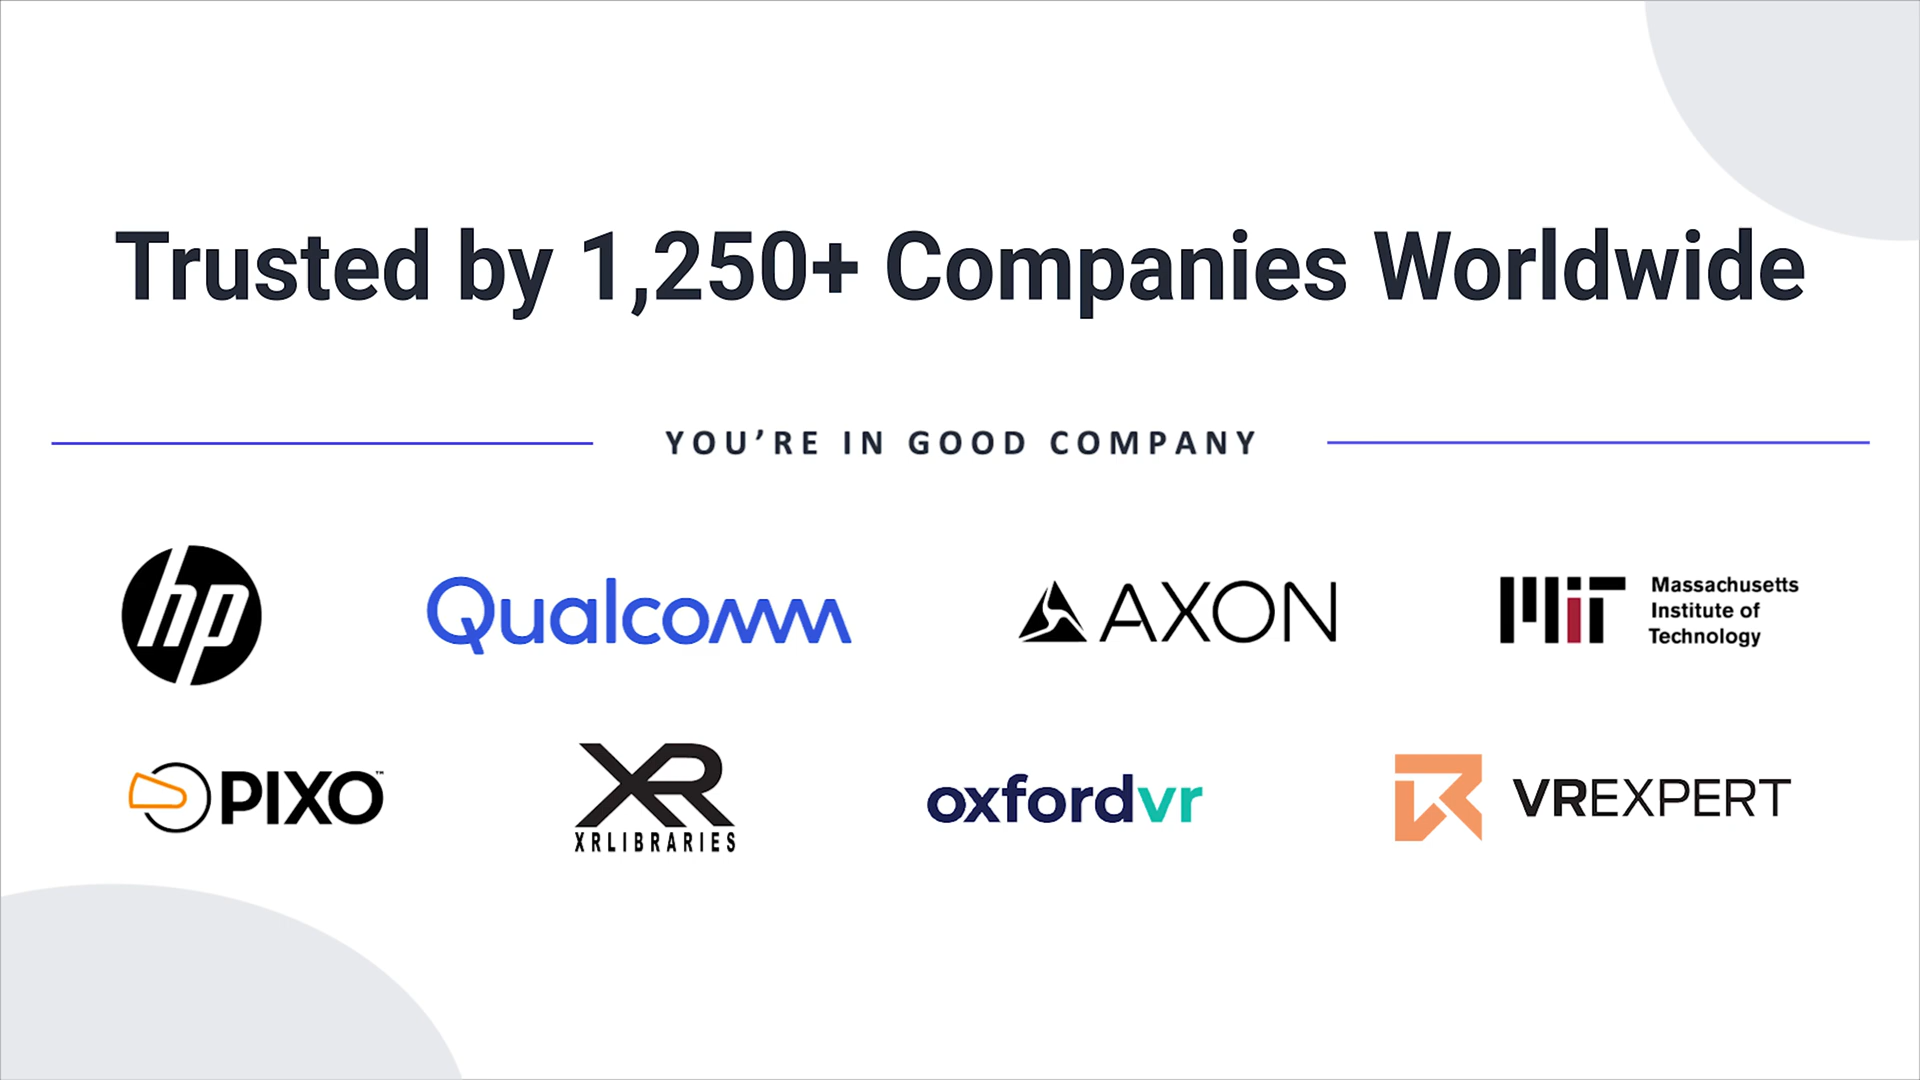 Trusted by 1,250+ Companies Worldwide
YOU’RE IN GOOD COMPANY
hp
Qualcomm
AXON
MIT
Massachusetts
Institute of
Technology
PIXO™
XR
XRLIBRARIES
oxfordvr
VREXPERT